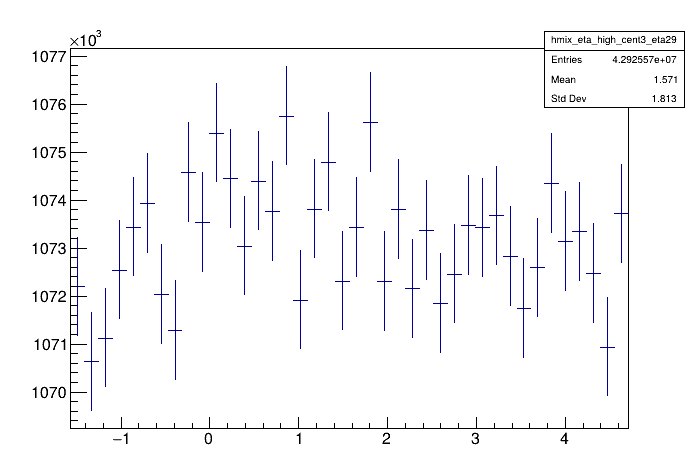 ×10³
hmix_eta_high_cent3_eta29
Entries 4.292557e+07
Mean 1.571
Std Dev 1.813
1077
1076
1075
1074
1073
1072
1071
1070
−1 0 1 2 3 4